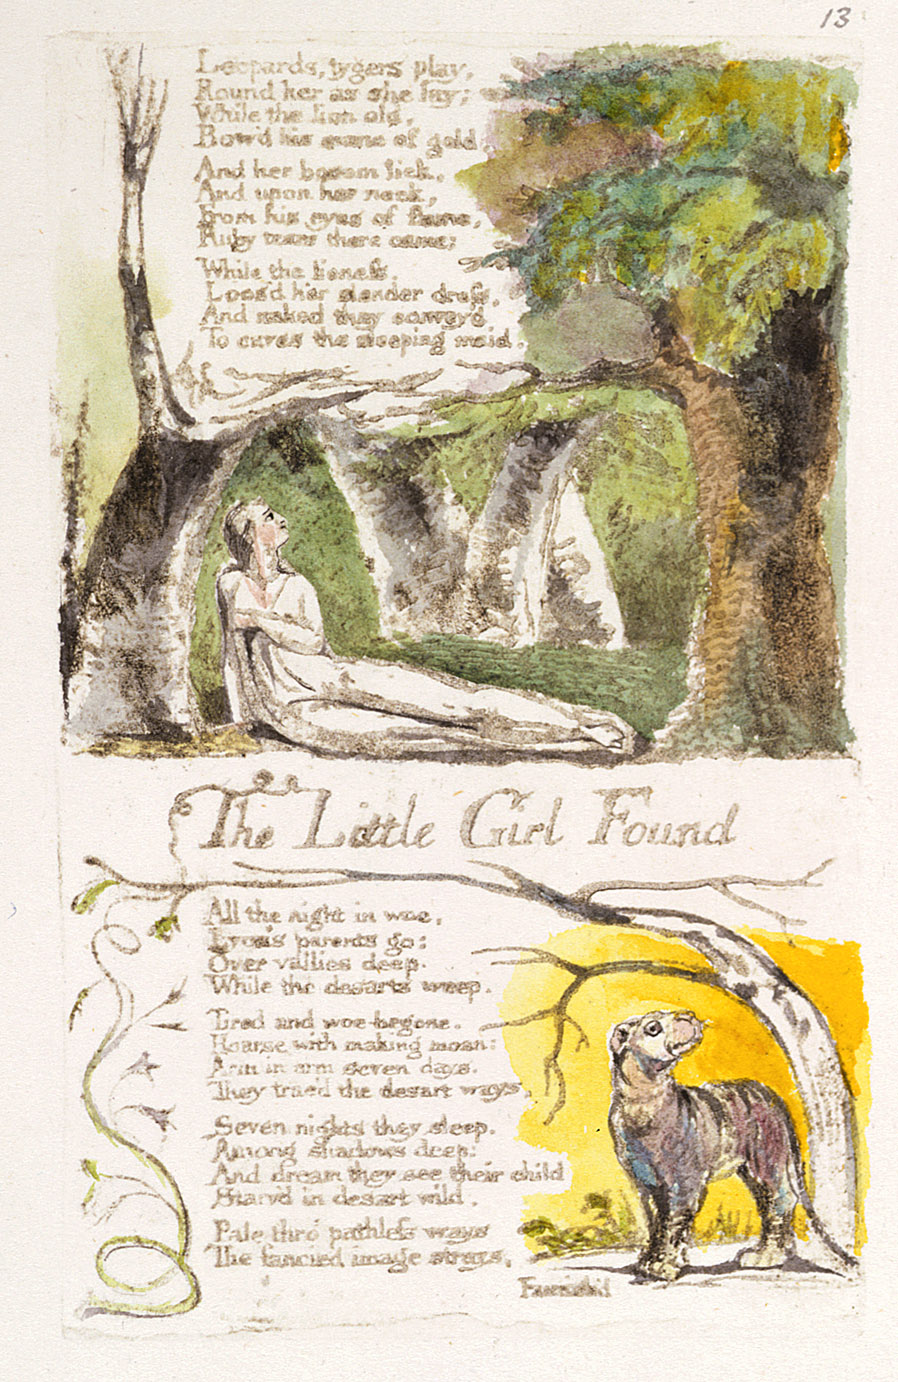 13
Leopards, tygers play,
Round her as she lay;
While the lion old,
Bow'd his mane of gold.
And her bosom lick,
And upon her neck,
From his eyes of flame,
Ruby tears there came;
While the lioness,
Loos'd her slender dress,
And naked they convey'd
To caves the sleeping maid.
The Little Girl Found
All the night in woe,
Lyca's parents go:
Over vallies deep.
While the desarts weep.
Tired and woe-begone.
Hoarse with making moan:
Arm in arm seven days.
They trac'd the desart ways.
Seven nights they sleep.
Among shadows deep:
And dream they see their child
Starv'd in desart wild.
Pale thro' pathless ways
The fancied image strays,
Famish'd